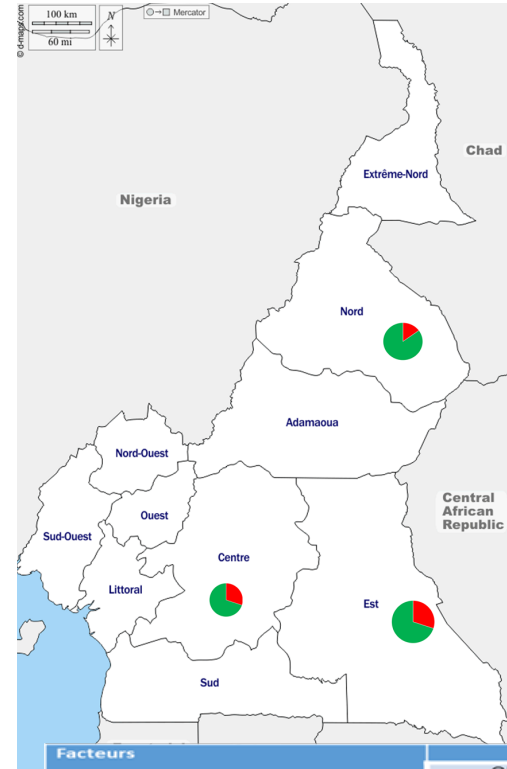 100 km
60 mi
N
Mercator
© d-maps.com
Chad
Extrême-Nord
Nigeria
Nord
Adamaoua
Nord-Ouest
Central
African
Republic
Ouest
Sud-Ouest
Centre
Littoral
Est
Sud
Facteurs